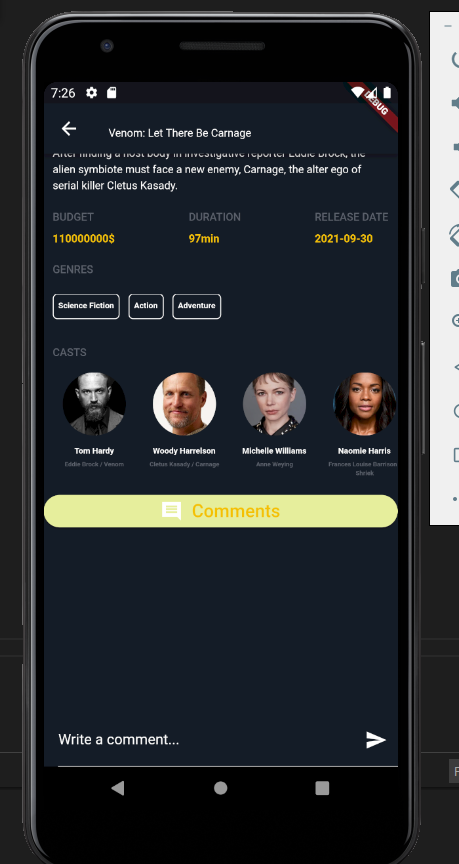 7:26
DEBUG
Venom: Let There Be Carnage
After finding a host body in investigative reporter Eddie Brock, the
alien symbiote must face a new enemy, Carnage, the alter ego of
serial killer Cletus Kasady.
BUDGET DURATION RELEASE DATE
110000000$ 97min 2021-09-30
GENRES
Science Fiction Action Adventure
CASTS
Tom Hardy Woody Harrelson Michelle Williams Naomie Harris
Eddie Brock / Venom Cletus Kasady / Carnage Anne Weying Frances Louise Barrison
Shriek
Comments
Write a comment...